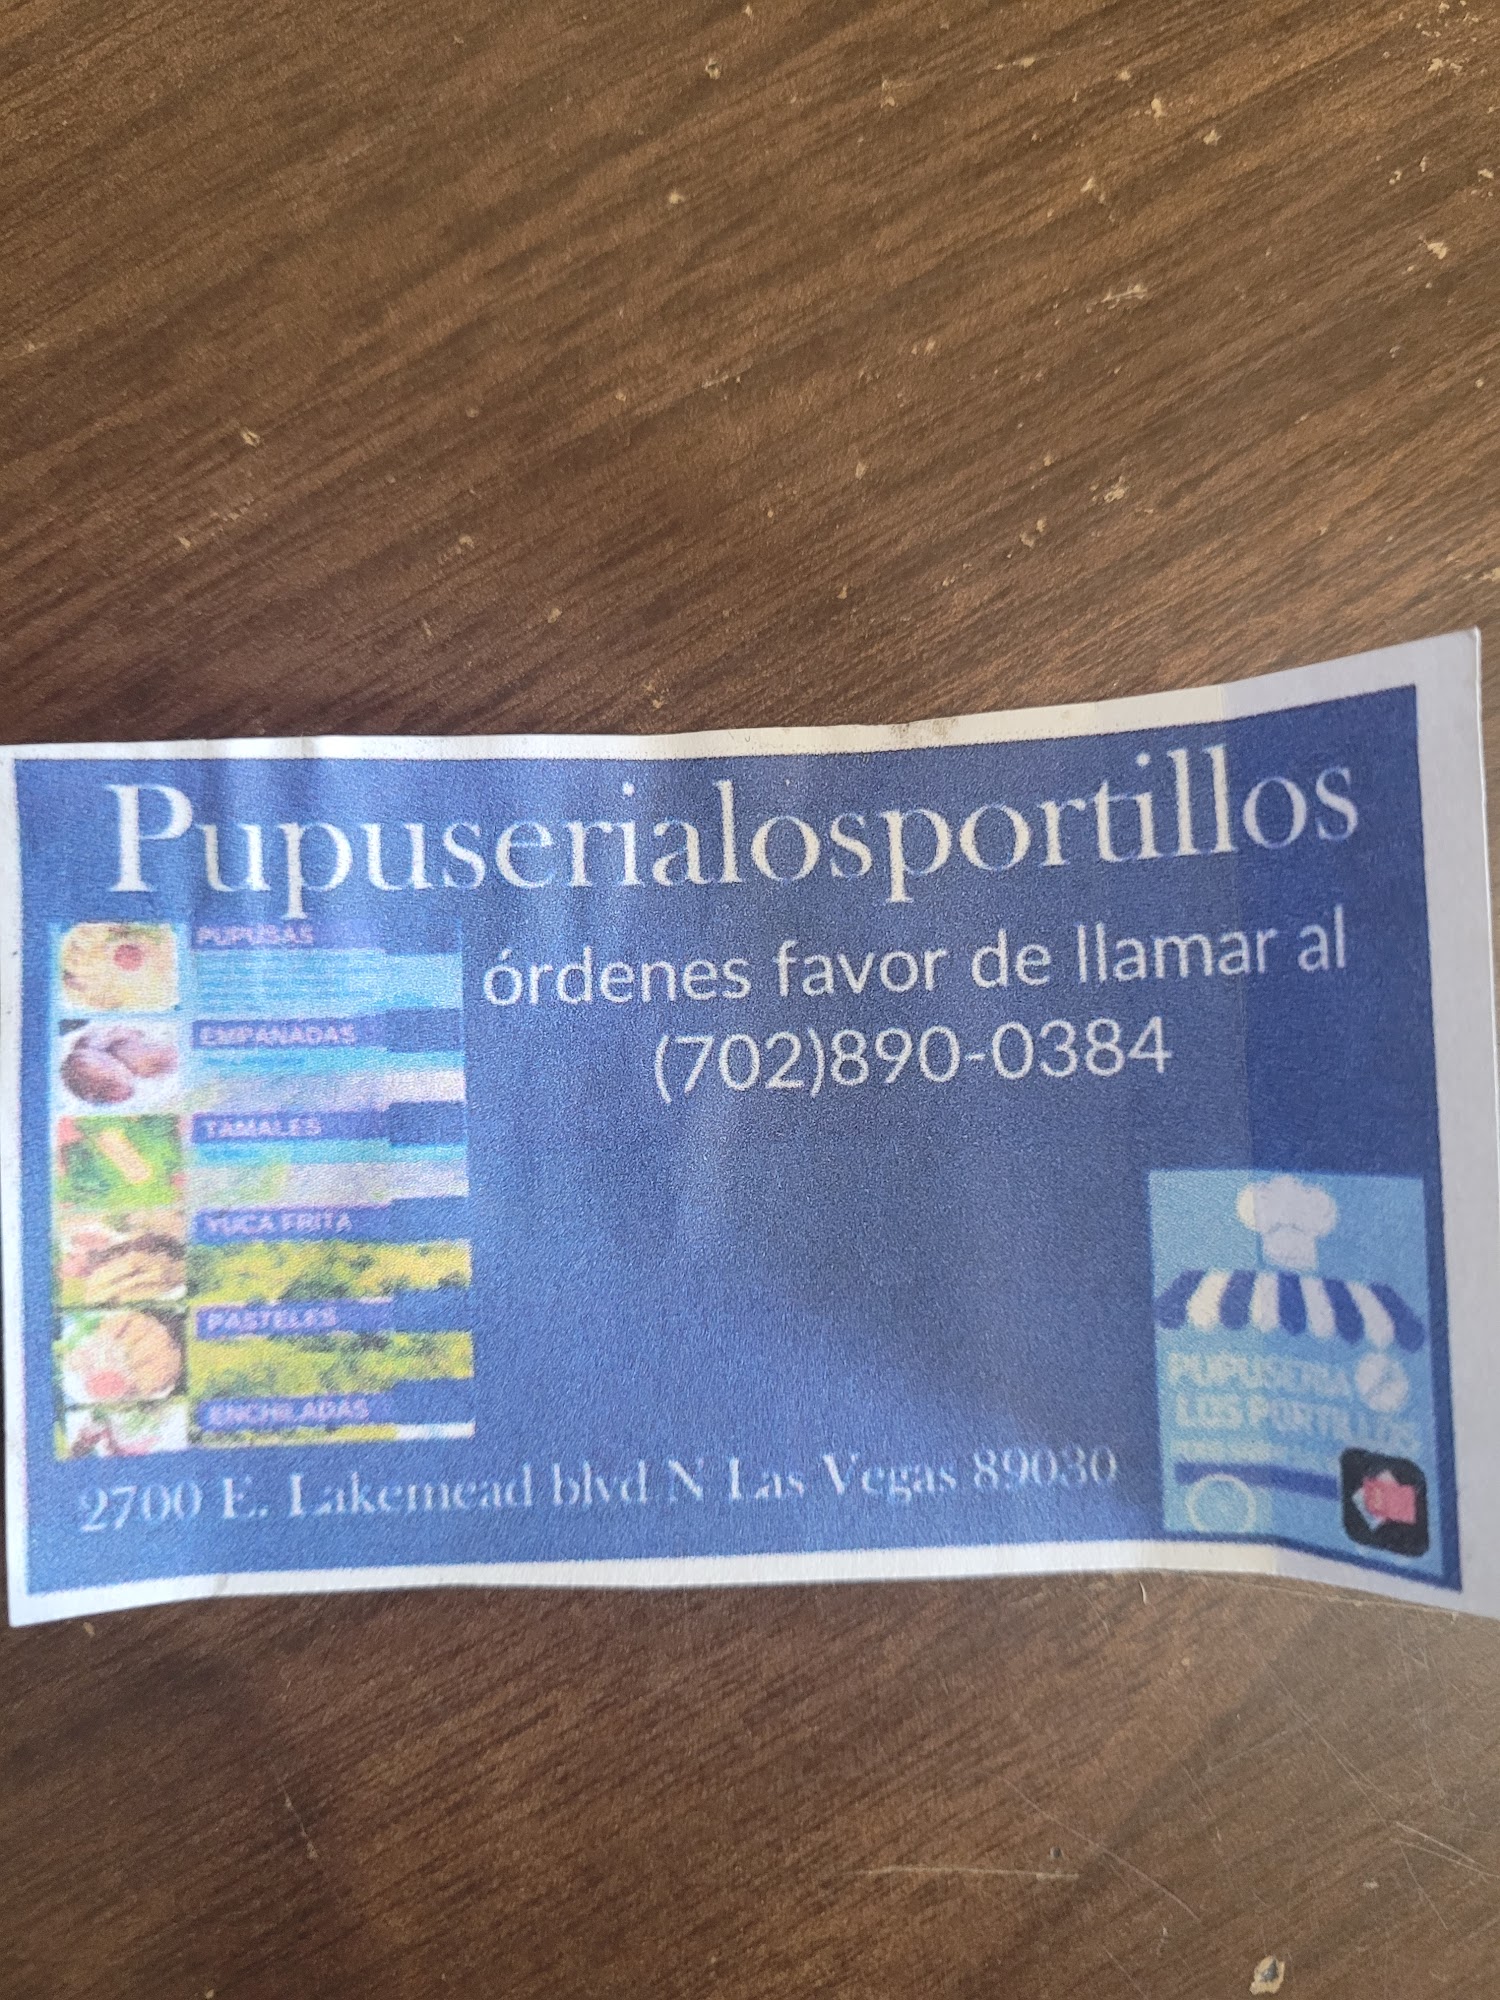 Pupuserialosportillos
órdenes favor de llamar al
(702)890-0384
PUPUSAS
EMPANADAS
TAMALES
YUCA FRITA
PASTELES
ENCHILADAS
PUPUSERIA
LOS PORTILLOS
2700 E. Lakemead blvd N Las Vegas 89030